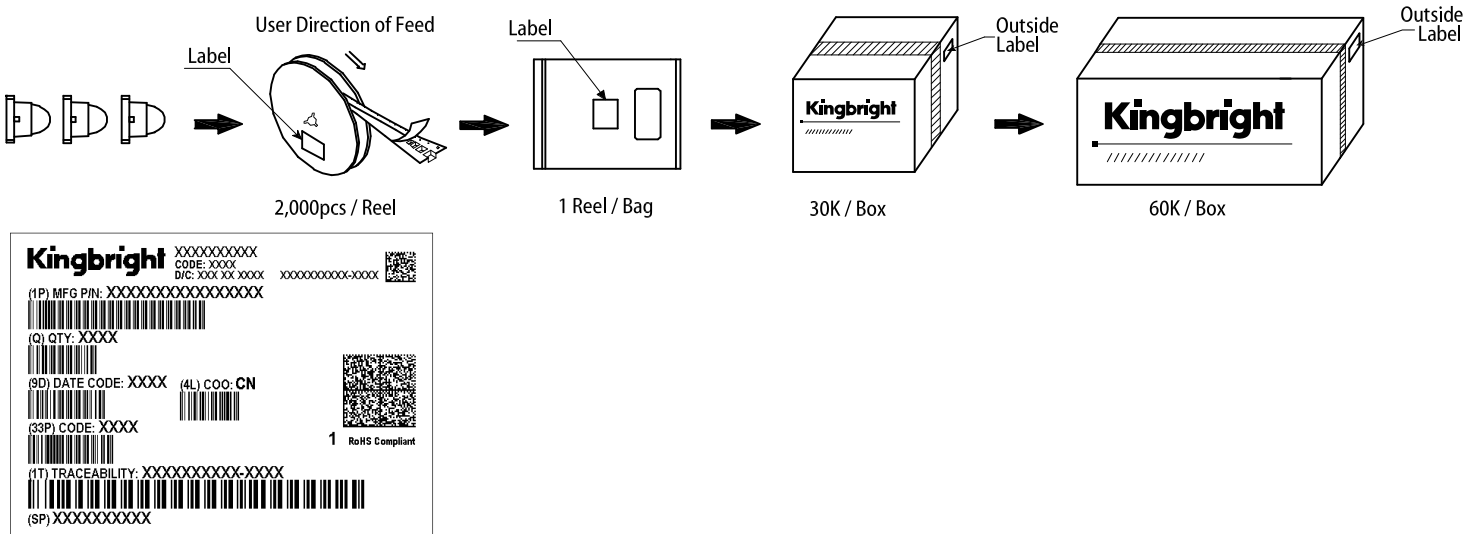 User Direction of Feed
Label
Label
Outside
Label
Outside
Label
Kingbright
Kingbright
2,000pcs / Reel
1 Reel / Bag
30K / Box
60K / Box
Kingbright
XXXXXXXXXX
CODE: XXXX
D/C: XXX XX XXXX XXXXXXXXXX-XXXX
(1P) MFG P/N: XXXXXXXXXXXXXXXX
(Q) QTY: XXXX
(9D) DATE CODE: XXXX (4L) COO: CN
(33P) CODE: XXXX
1 RoHS Compliant
(1T) TRACEABILITY: XXXXXXXXXX-XXXX
(SP) XXXXXXXXXX